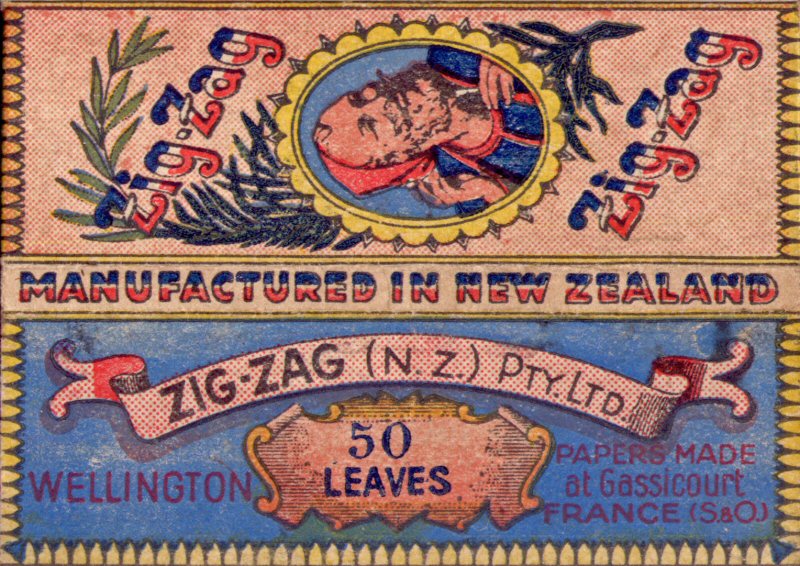 Zig-Zag
Zig-Zag
MANUFACTURED IN NEW ZEALAND
ZIG-ZAG (N.Z.) PTY. LTD.
50
LEAVES
WELLINGTON
PAPERS MADE
at Gassicourt
FRANCE (S.&O.)